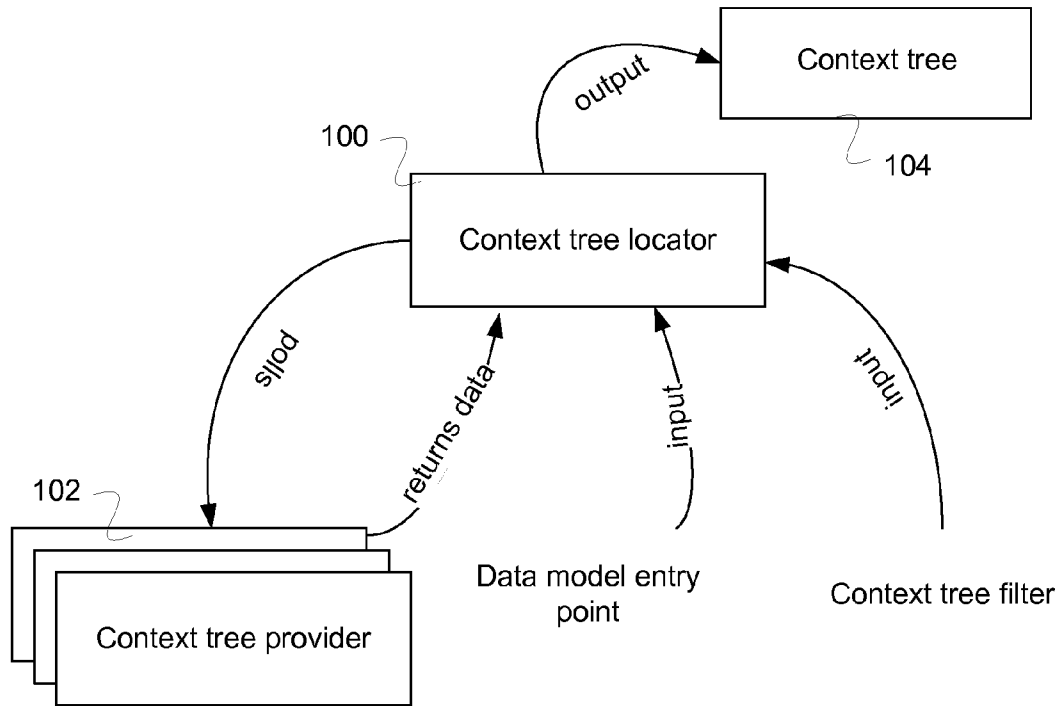 Context tree
output
100
104
Context tree locator
polls
input
returns data
input
102
Data model entry
point
Context tree filter
Context tree provider